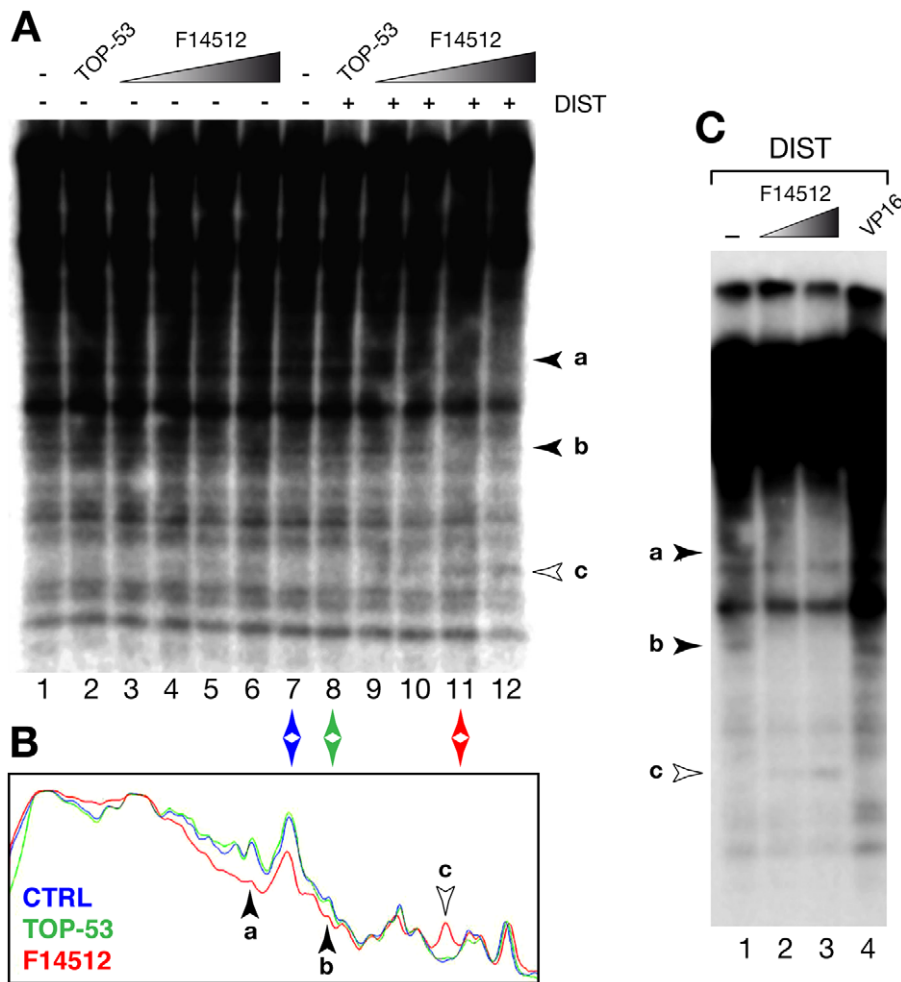 A
F14512
F14512
- TOP-53 - TOP-53
- - - - - - - + + + + + DIST
a
b
c
1 2 3 4 5 6 7 8 9 10 11 12
B
CTRL
TOP-53
F14512
a
b
c
C
DIST
F14512
– VP16
a
b
c
1 2 3 4